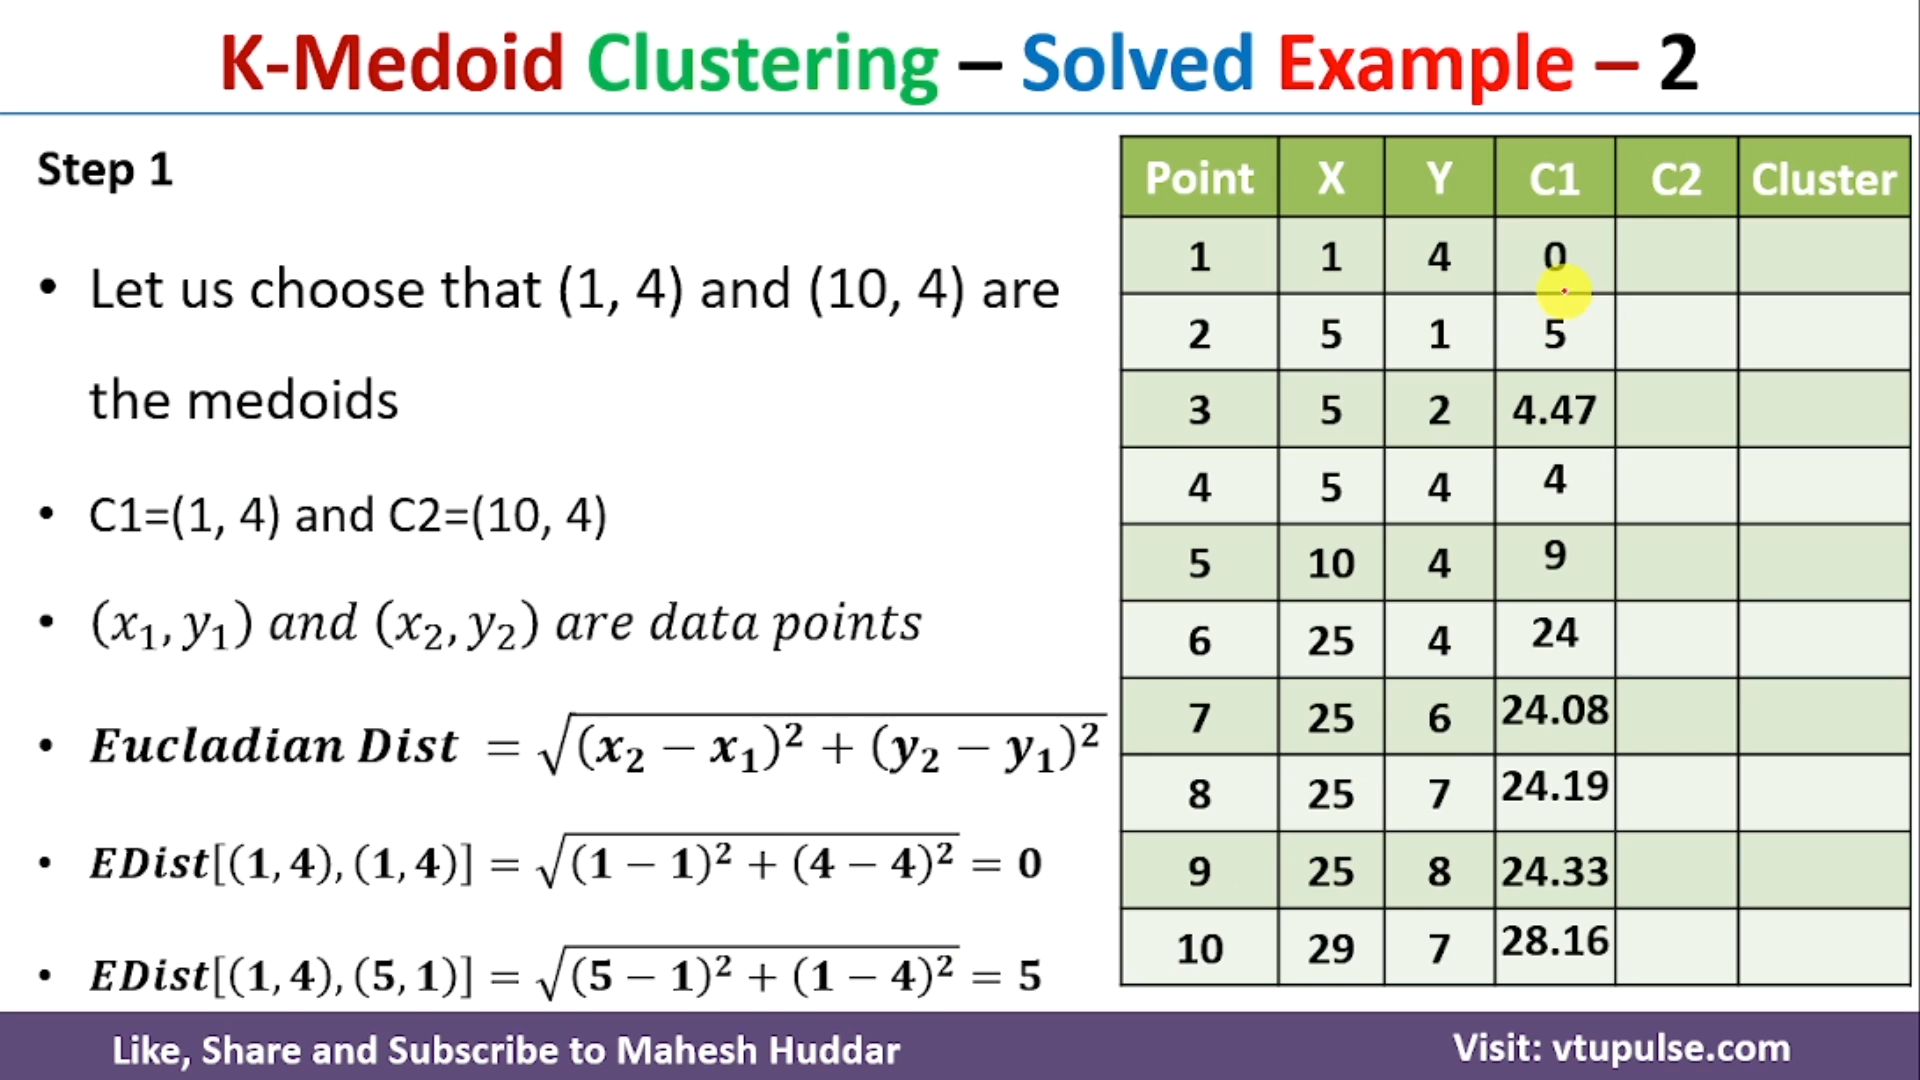 K-Medoid Clustering – Solved Example – 2
Step 1
• Let us choose that (1, 4) and (10, 4) are
the medoids
• C1=(1, 4) and C2=(10, 4)
• (x₁, y₁) and (x₂, y₂) are data points
• Eucladian Dist = √((x₂ − x₁)² + (y₂ − y₁)²)
• EDist[(1, 4), (1, 4)] = √((1 − 1)² + (4 − 4)²) = 0
• EDist[(1, 4), (5, 1)] = √((5 − 1)² + (1 − 4)²) = 5
Point X Y C1 C2 Cluster
1 1 4 0
2 5 1 5
3 5 2 4.47
4 5 4 4
5 10 4 9
6 25 4 24
7 25 6 24.08
8 25 7 24.19
9 25 8 24.33
10 29 7 28.16
Like, Share and Subscribe to Mahesh Huddar
Visit: vtupulse.com